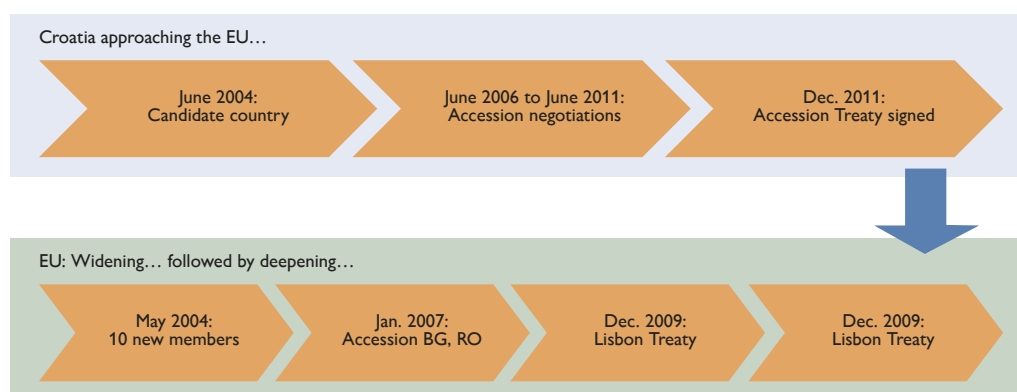 Croatia approaching the EU…
June 2004:
Candidate country
June 2006 to June 2011:
Accession negotiations
Dec. 2011:
Accession Treaty signed
EU: Widening… followed by deepening…
May 2004:
10 new members
Jan. 2007:
Accession BG, RO
Dec. 2009:
Lisbon Treaty
Dec. 2009:
Lisbon Treaty